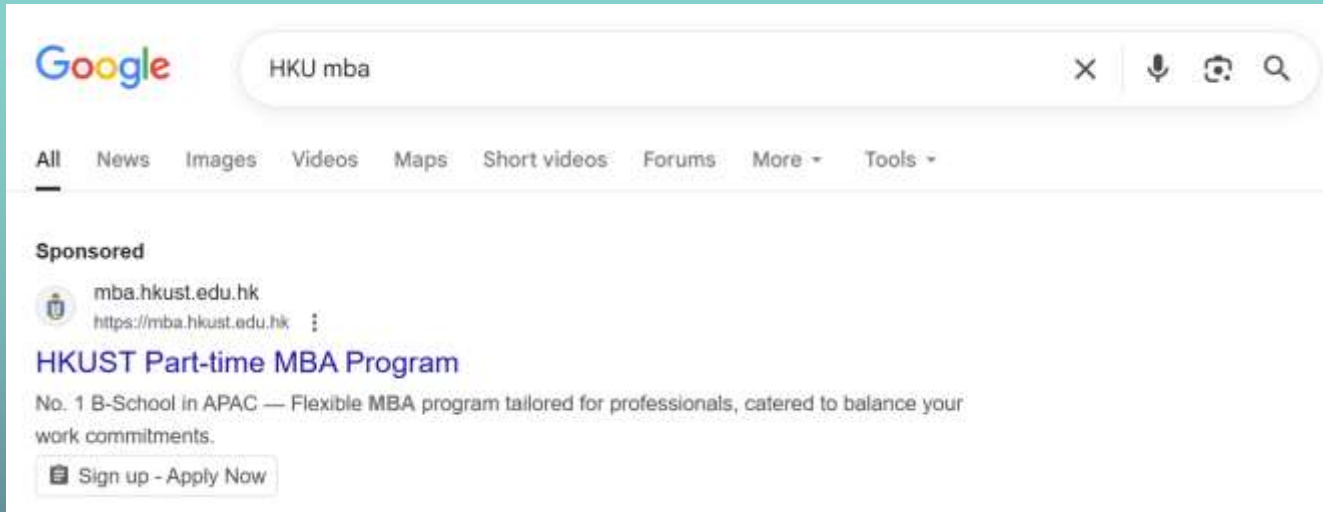 Google
HKU mba
All News Images Videos Maps Short videos Forums More Tools
Sponsored
mba.hkust.edu.hk
https://mba.hkust.edu.hk
HKUST Part-time MBA Program
No. 1 B-School in APAC — Flexible MBA program tailored for professionals, catered to balance your
work commitments.
Sign up - Apply Now